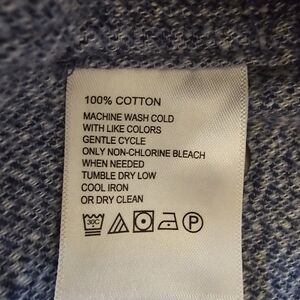 100% COTTON
MACHINE WASH COLD
WITH LIKE COLORS
GENTLE CYCLE
ONLY NON-CHLORINE BLEACH
WHEN NEEDED
TUMBLE DRY LOW
COOL IRON
OR DRY CLEAN
30C P